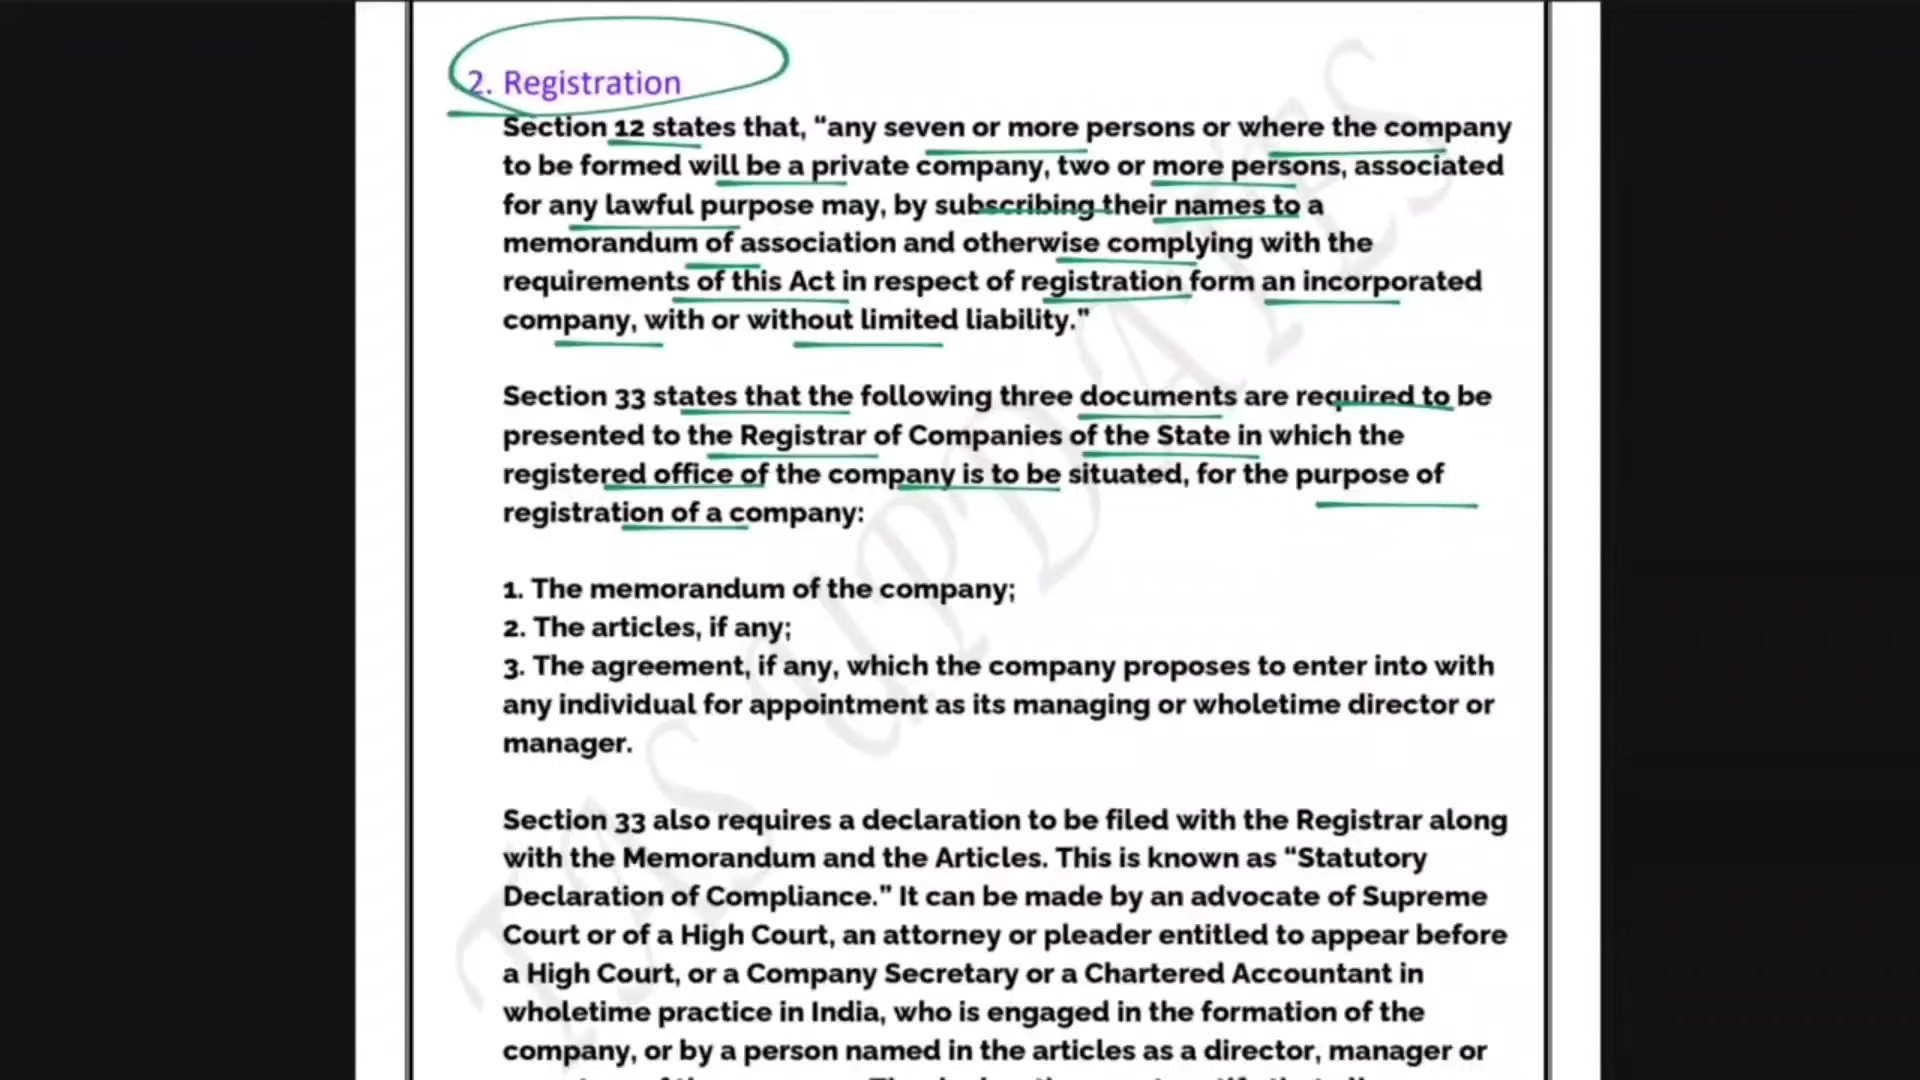 2. Registration
Section 12 states that, “any seven or more persons or where the company
to be formed will be a private company, two or more persons, associated
for any lawful purpose may, by subscribing their names to a
memorandum of association and otherwise complying with the
requirements of this Act in respect of registration form an incorporated
company, with or without limited liability.”
Section 33 states that the following three documents are required to be
presented to the Registrar of Companies of the State in which the
registered office of the company is to be situated, for the purpose of
registration of a company:
1. The memorandum of the company;
2. The articles, if any;
3. The agreement, if any, which the company proposes to enter into with
any individual for appointment as its managing or wholetime director or
manager.
Section 33 also requires a declaration to be filed with the Registrar along
with the Memorandum and the Articles. This is known as “Statutory
Declaration of Compliance.” It can be made by an advocate of Supreme
Court or of a High Court, an attorney or pleader entitled to appear before
a High Court, or a Company Secretary or a Chartered Accountant in
wholetime practice in India, who is engaged in the formation of the
company, or by a person named in the articles as a director, manager or
TAS UPDATES